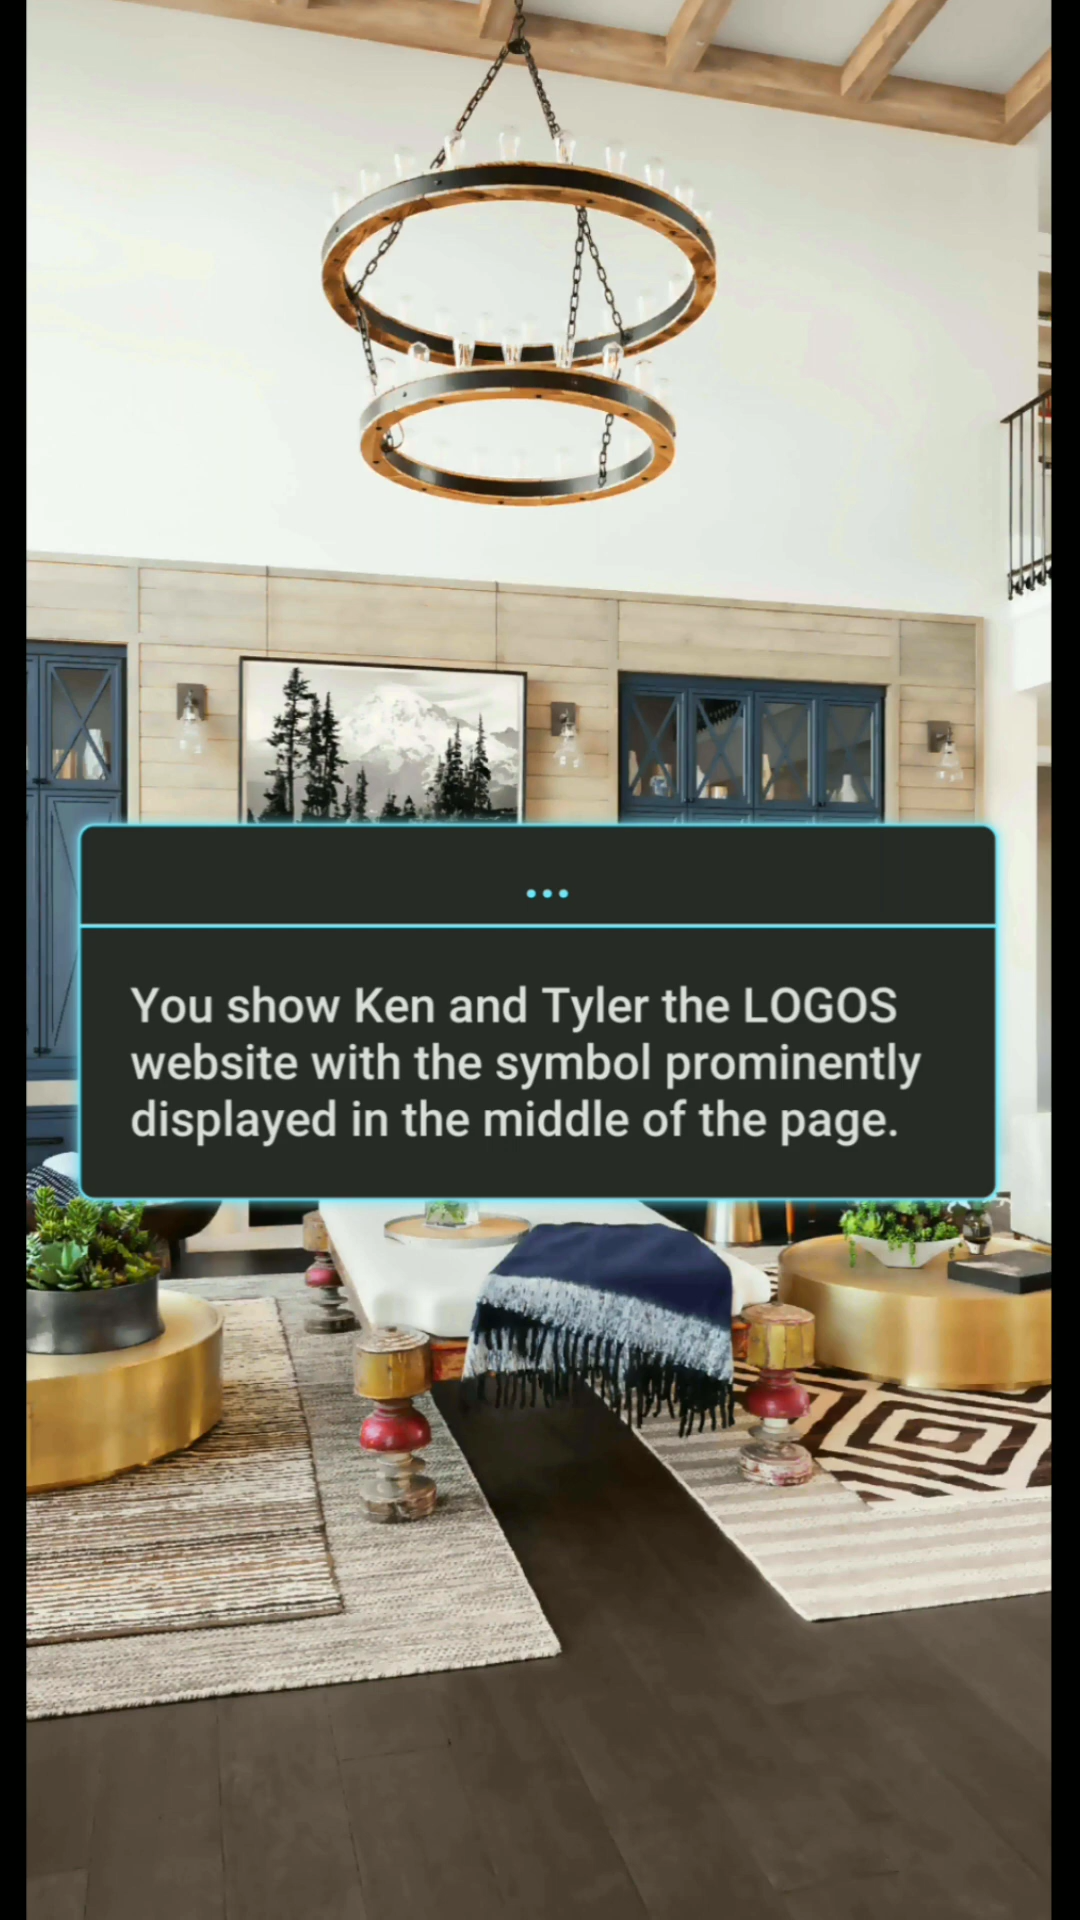 ...
You show Ken and Tyler the LOGOS
website with the symbol prominently
displayed in the middle of the page.